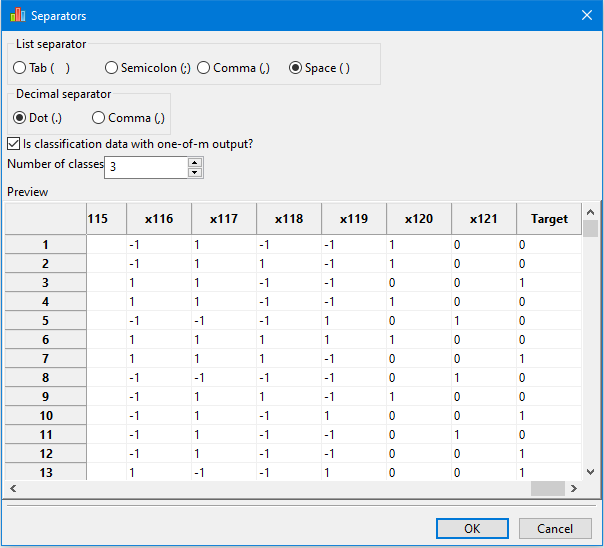 Separators
List separator
Tab (    ) Semicolon (;) Comma (,) Space ( )
Decimal separator
Dot (.) Comma (,)
Is classification data with one-of-m output?
Number of classes 3
Preview
115 x116 x117 x118 x119 x120 x121 Target
1 -1 1 -1 -1 1 0 0
2 -1 1 1 -1 1 0 0
3 1 1 -1 -1 0 0 1
4 1 1 -1 -1 1 0 0
5 -1 -1 -1 1 0 1 0
6 1 1 1 1 1 0 0
7 1 1 1 -1 0 0 1
8 -1 -1 -1 -1 0 1 0
9 -1 1 1 -1 1 0 0
10 -1 1 -1 1 0 0 1
11 -1 1 -1 -1 0 1 0
12 -1 1 -1 -1 0 0 1
13 1 -1 -1 1 0 0 1
OK Cancel